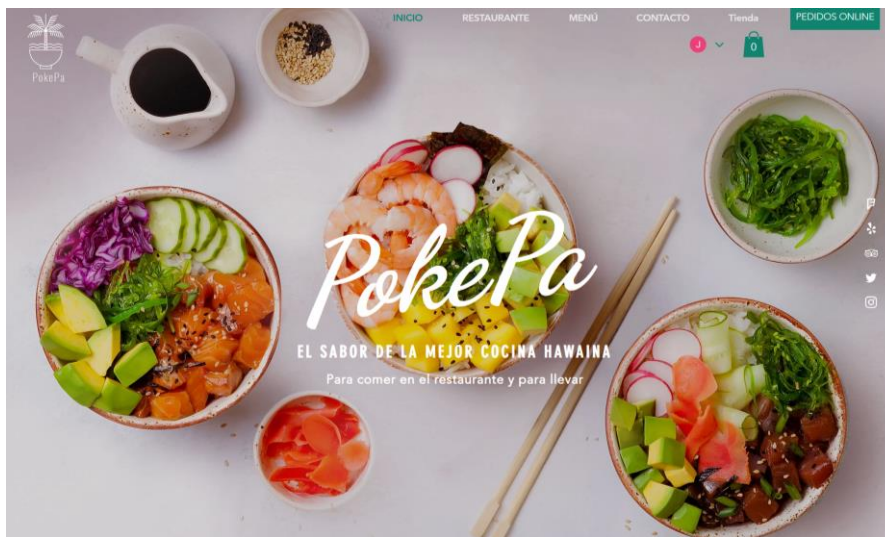 PokePa
INICIO RESTAURANTE MENÚ CONTACTO Tienda PEDIDOS ONLINE
J 0
PokePa
EL SABOR DE LA MEJOR COCINA HAWAINA
Para comer en el restaurante y para llevar